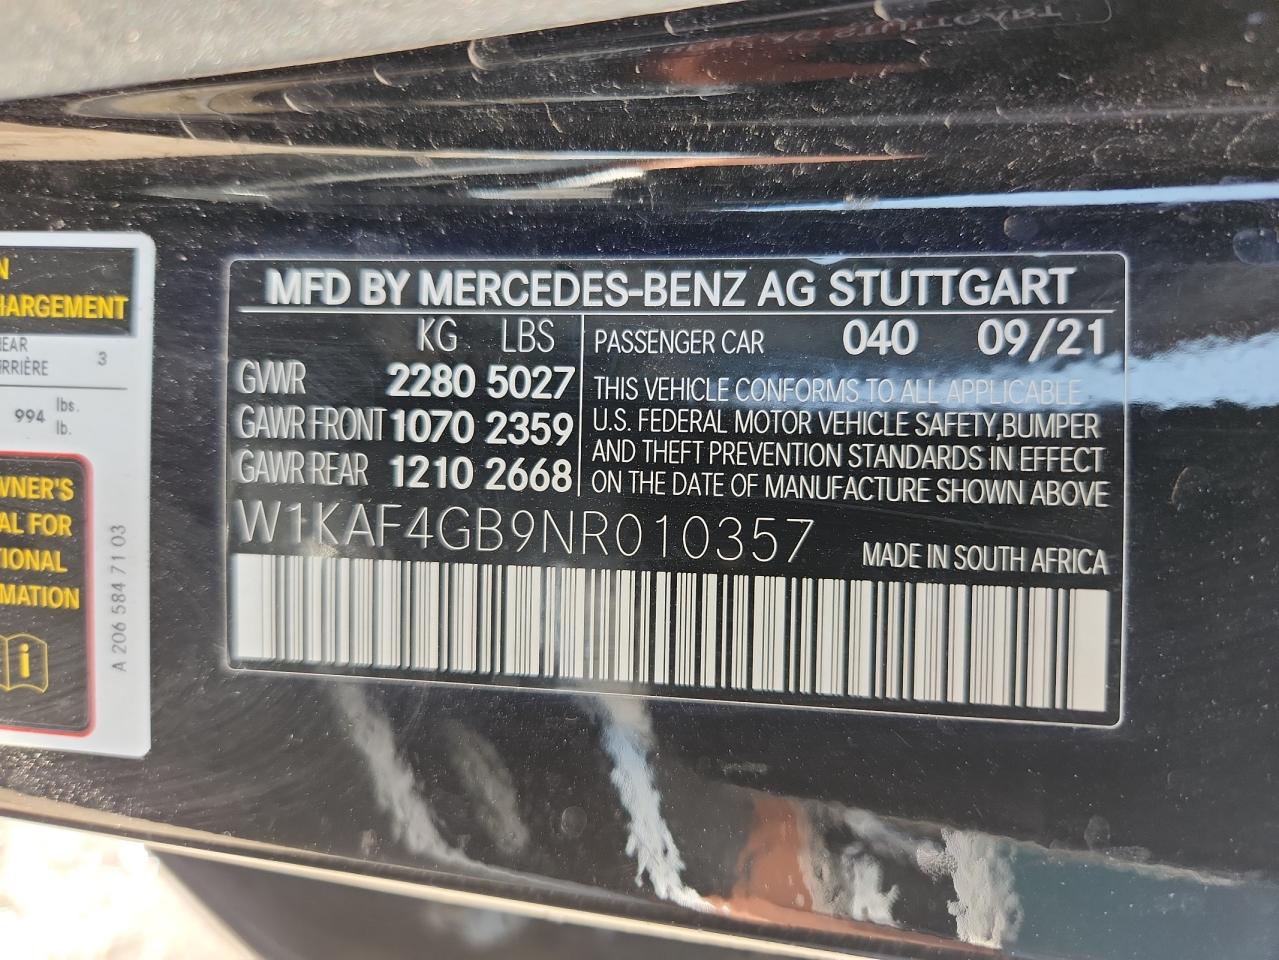 N
HARGEMENT
REAR
RRIÈRE 3
994 lbs.
lb.
WNER'S
AL FOR
TIONAL
MATION
i
A 206 584 71 03
MFD BY MERCEDES-BENZ AG STUTTGART
KG LBS
GVWR 2280 5027
GAWR FRONT 1070 2359
GAWR REAR 1210 2668
PASSENGER CAR 040 09/21
THIS VEHICLE CONFORMS TO ALL APPLICABLE
U.S. FEDERAL MOTOR VEHICLE SAFETY,BUMPER
AND THEFT PREVENTION STANDARDS IN EFFECT
ON THE DATE OF MANUFACTURE SHOWN ABOVE
W1KAF4GB9NR010357
MADE IN SOUTH AFRICA